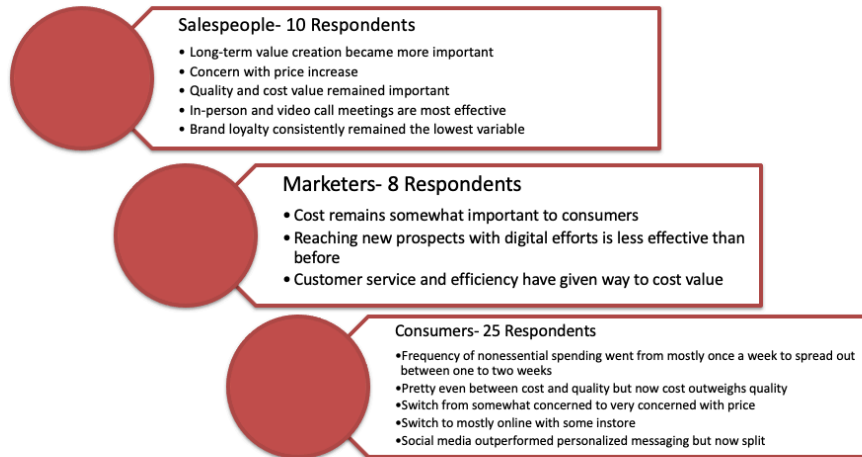 Salespeople- 10 Respondents
• Long-term value creation became more important
• Concern with price increase
• Quality and cost value remained important
• In-person and video call meetings are most effective
• Brand loyalty consistently remained the lowest variable
Marketers- 8 Respondents
• Cost remains somewhat important to consumers
• Reaching new prospects with digital efforts is less effective than
before
• Customer service and efficiency have given way to cost value
Consumers- 25 Respondents
•Frequency of nonessential spending went from mostly once a week to spread out
between one to two weeks
•Pretty even between cost and quality but now cost outweighs quality
•Switch from somewhat concerned to very concerned with price
•Switch to mostly online with some instore
•Social media outperformed personalized messaging but now split